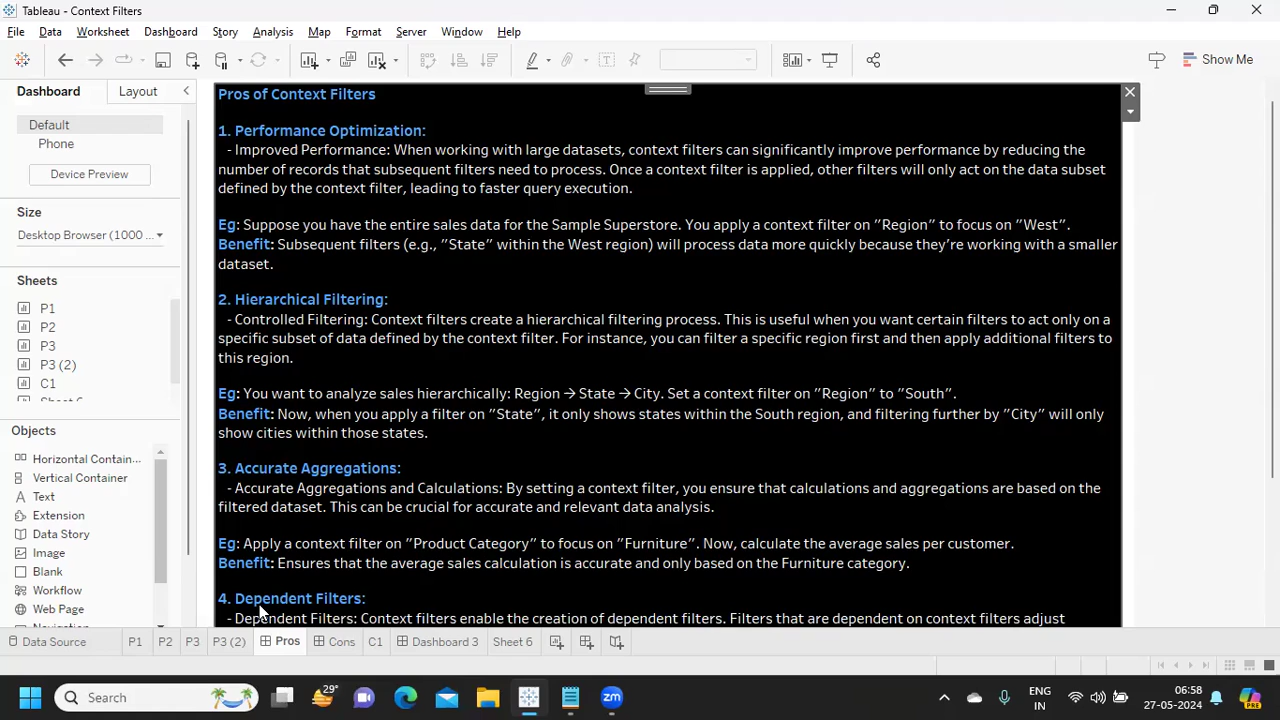 Tableau - Context Filters
File Data Worksheet Dashboard Story Analysis Map Format Server Window Help
Show Me
Dashboard Layout
Default
Phone
Device Preview
Size
Desktop Browser (1000 ...
Sheets
P1
P2
P3
P3 (2)
C1
Sheet 6
Objects
Horizontal Contain...
Vertical Container
Text
Extension
Data Story
Image
Blank
Workflow
Web Page
Pros of Context Filters
1. Performance Optimization:
- Improved Performance: When working with large datasets, context filters can significantly improve performance by reducing the
number of records that subsequent filters need to process. Once a context filter is applied, other filters will only act on the data subset
defined by the context filter, leading to faster query execution.
Eg: Suppose you have the entire sales data for the Sample Superstore. You apply a context filter on "Region" to focus on "West".
Benefit: Subsequent filters (e.g., "State" within the West region) will process data more quickly because they're working with a smaller
dataset.
2. Hierarchical Filtering:
- Controlled Filtering: Context filters create a hierarchical filtering process. This is useful when you want certain filters to act only on a
specific subset of data defined by the context filter. For instance, you can filter a specific region first and then apply additional filters to
this region.
Eg: You want to analyze sales hierarchically: Region → State → City. Set a context filter on "Region" to "South".
Benefit: Now, when you apply a filter on "State", it only shows states within the South region, and filtering further by "City" will only
show cities within those states.
3. Accurate Aggregations:
- Accurate Aggregations and Calculations: By setting a context filter, you ensure that calculations and aggregations are based on the
filtered dataset. This can be crucial for accurate and relevant data analysis.
Eg: Apply a context filter on "Product Category" to focus on "Furniture". Now, calculate the average sales per customer.
Benefit: Ensures that the average sales calculation is accurate and only based on the Furniture category.
4. Dependent Filters:
- Dependent Filters: Context filters enable the creation of dependent filters. Filters that are dependent on context filters adjust
Data Source P1 P2 P3 P3 (2) Pros Cons C1 Dashboard 3 Sheet 6
Search
29°
zm
ENG
IN
06:58
27-05-2024
PRE